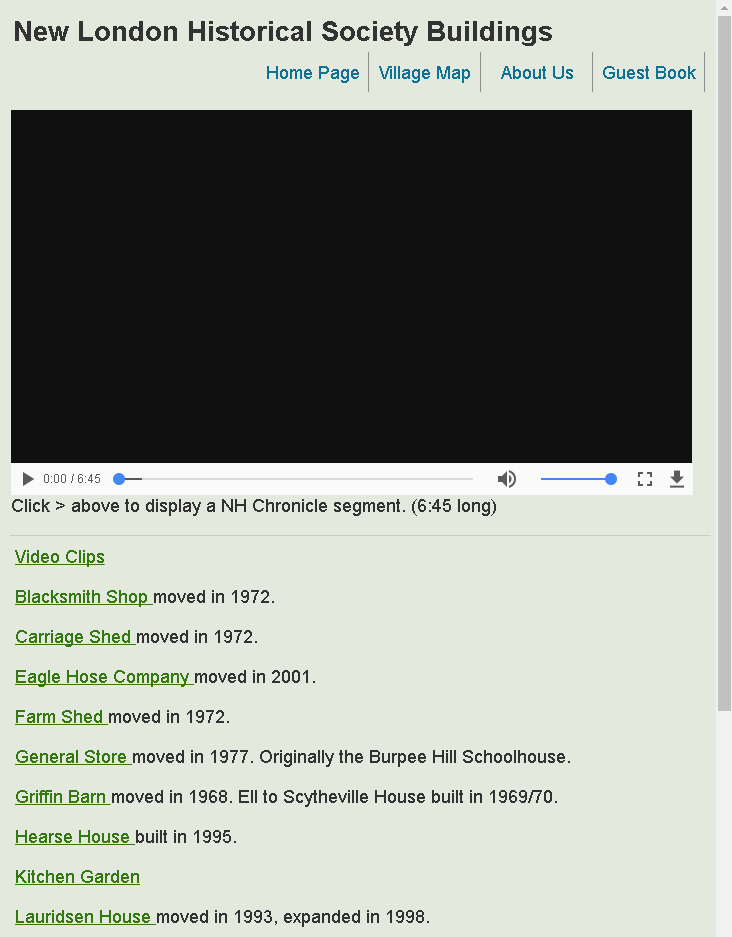 New London Historical Society Buildings
Home Page
Village Map
About Us
Guest Book
0:00 / 6:45
Click > above to display a NH Chronicle segment. (6:45 long)
Video Clips
Blacksmith Shop moved in 1972.
Carriage Shed moved in 1972.
Eagle Hose Company moved in 2001.
Farm Shed moved in 1972.
General Store moved in 1977. Originally the Burpee Hill Schoolhouse.
Griffin Barn moved in 1968. Ell to Scytheville House built in 1969/70.
Hearse House built in 1995.
Kitchen Garden
Lauridsen House moved in 1993, expanded in 1998.